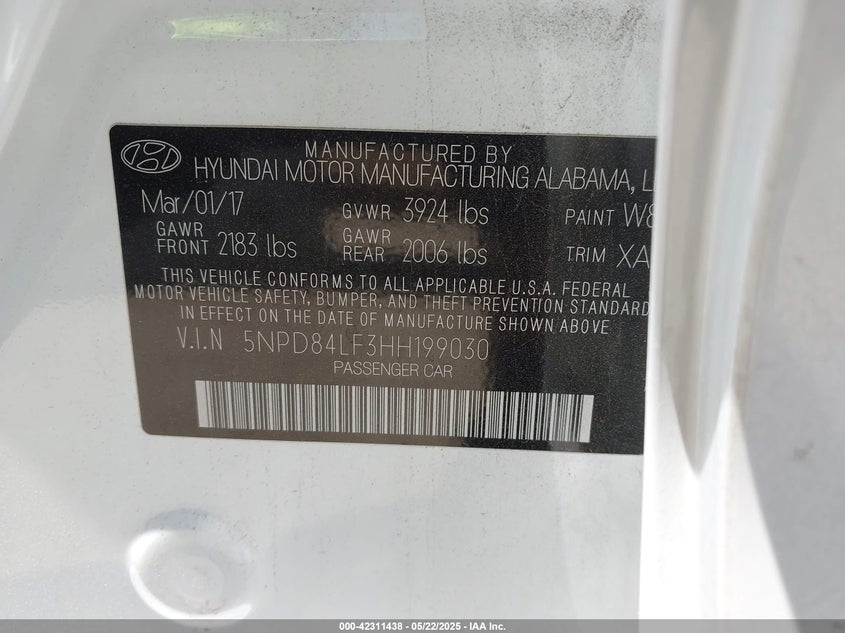 MANUFACTURED BY
HYUNDAI MOTOR MANUFACTURING ALABAMA,
Mar/01/17 GVWR 3924 lbs PAINT W8
GAWR FRONT 2183 lbs GAWR REAR 2006 lbs TRIM XA
THIS VEHICLE CONFORMS TO ALL APPLICABLE U.S.A. FEDERAL
MOTOR VEHICLE SAFETY, BUMPER, AND THEFT PREVENTION STANDARD
IN EFFECT ON THE DATE OF MANUFACTURE SHOWN ABOVE
V.I.N 5NPD84LF3HH199030
PASSENGER CAR
000-42311438 - 05/22/2025 - IAA Inc.